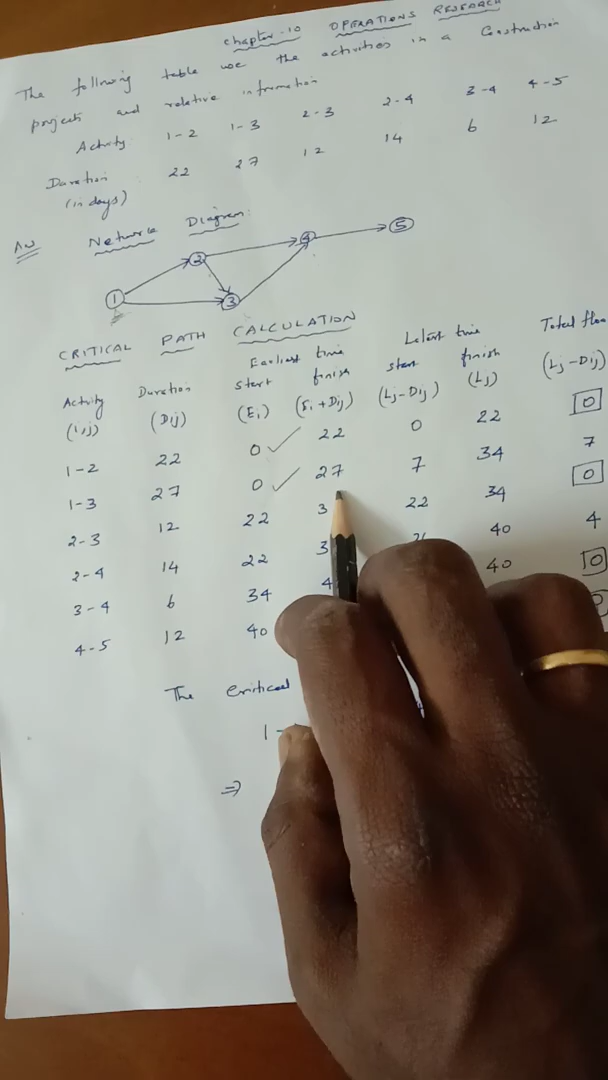 Chapter-10 OPERATIONS RESEARCH
The following table the activities in a Construction
projects and relative information
Activity: 1-2 1-3 2-3 2-4 3-4 4-5
Duration 22 27 12 14 6 12
(in days)
Network Diagram:
1 2 3 4 5
CRITICAL PATH CALCULATION
Earliest time Latest time Total
Activity Duration start finish start finish
(i,j) (Dij) (Ei) (Ei+Dij) (Lj-Dij) (Lj) (Lj-Dij)
1-2 22 0 ✓ 22 0 22 0
1-3 27 0 ✓ 27 7 34 7
2-3 12 22 3 22 34 0
2-4 14 22 3 40 4
3-4 6 34 4 40 0
4-5 12 40 0
The critical
1 -
⇒